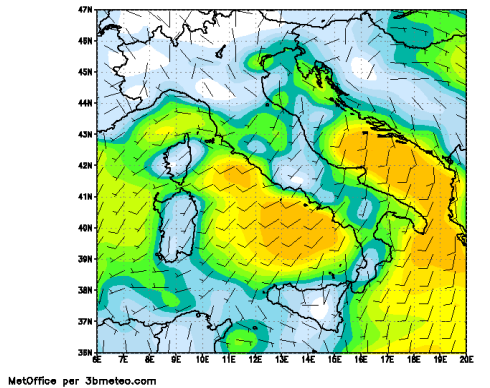 47N
46N
45N
44N
43N
42N
41N
40N
39N
38N
37N
36N
6E 7E 8E 9E 10E 11E 12E 13E 14E 15E 16E 17E 18E 19E 20E
MetOffice per 3bmeteo.com